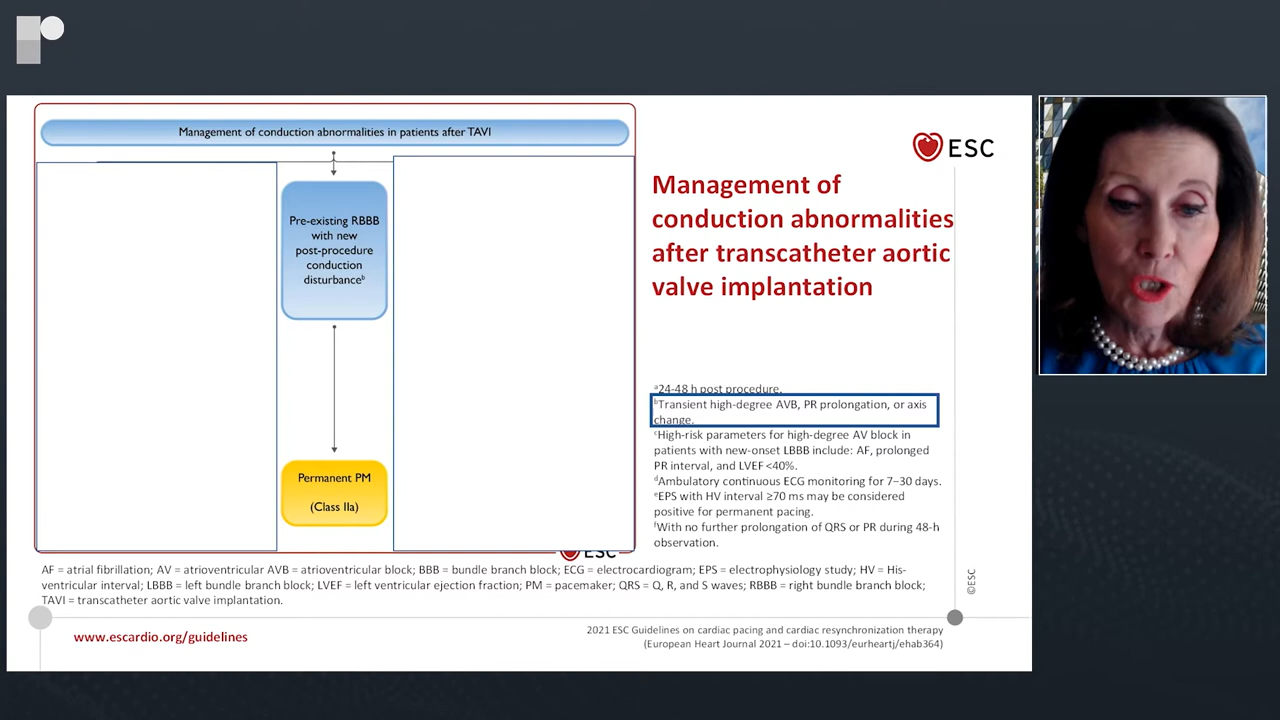 Management of conduction abnormalities in patients after TAVI
Pre-existing RBBB
with new
post-procedure
conduction
disturbanceᵇ
Permanent PM
(Class IIa)
ESC
ESC
Management of
conduction abnormalities
after transcatheter aortic
valve implantation
ᵃ24-48 h post procedure.
ᵇTransient high-degree AVB, PR prolongation, or axis
change.
ᶜHigh-risk parameters for high-degree AV block in
patients with new-onset LBBB include: AF, prolonged
PR interval, and LVEF <40%.
ᵈAmbulatory continuous ECG monitoring for 7–30 days.
ᵉEPS with HV interval ≥70 ms may be considered
positive for permanent pacing.
ᶠWith no further prolongation of QRS or PR during 48-h
observation.
AF = atrial fibrillation; AV = atrioventricular AVB = atrioventricular block; BBB = bundle branch block; ECG = electrocardiogram; EPS = electrophysiology study; HV = His-
ventricular interval; LBBB = left bundle branch block; LVEF = left ventricular ejection fraction; PM = pacemaker; QRS = Q, R, and S waves; RBBB = right bundle branch block;
TAVI = transcatheter aortic valve implantation.
©ESC
www.escardio.org/guidelines
2021 ESC Guidelines on cardiac pacing and cardiac resynchronization therapy
(European Heart Journal 2021 – doi:10.1093/eurheartj/ehab364)